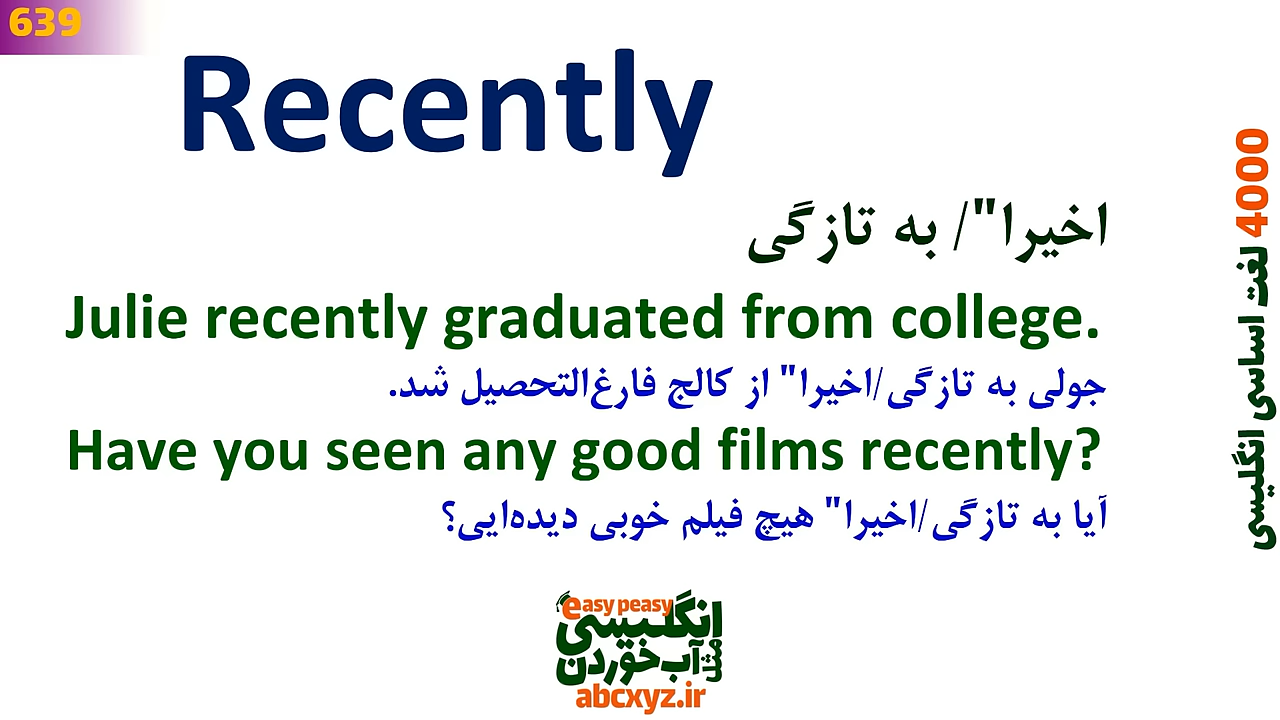 639
Recently
اخیرا"/ به تازگی
Julie recently graduated from college.
جولی به تازگی/اخیرا" از کالج فارغ‌التحصیل شد.
Have you seen any good films recently?
آیا به تازگی/اخیرا" هیچ فیلم خوبی دیده‌ایی؟
4000 لغت اساسی انگلیسی
easy peasy
انگلیسی
مثل آب خوردن
abcxyz.ir